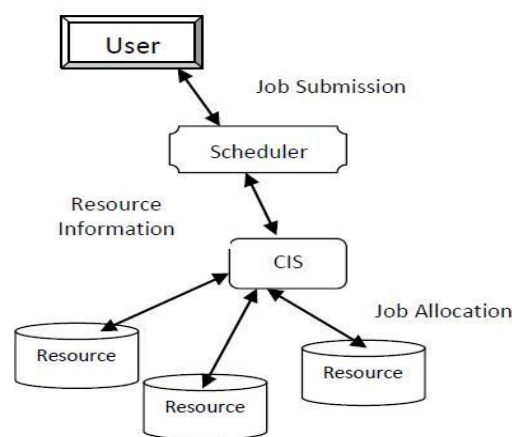 User
Job Submission
Scheduler
Resource
Information
CIS
Job Allocation
Resource
Resource
Resource